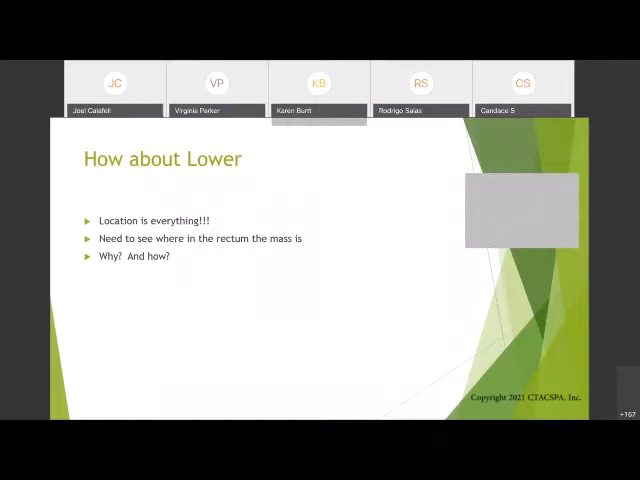 JC
VP
KB
RS
CS
Joel Calafell
Virginia Parker
Karen Burtt
Rodrigo Salas
Candace S
How about Lower
Location is everything!!!
Need to see where in the rectum the mass is
Why? And how?
Copyright 2021 CTACSPA, Inc.
+167